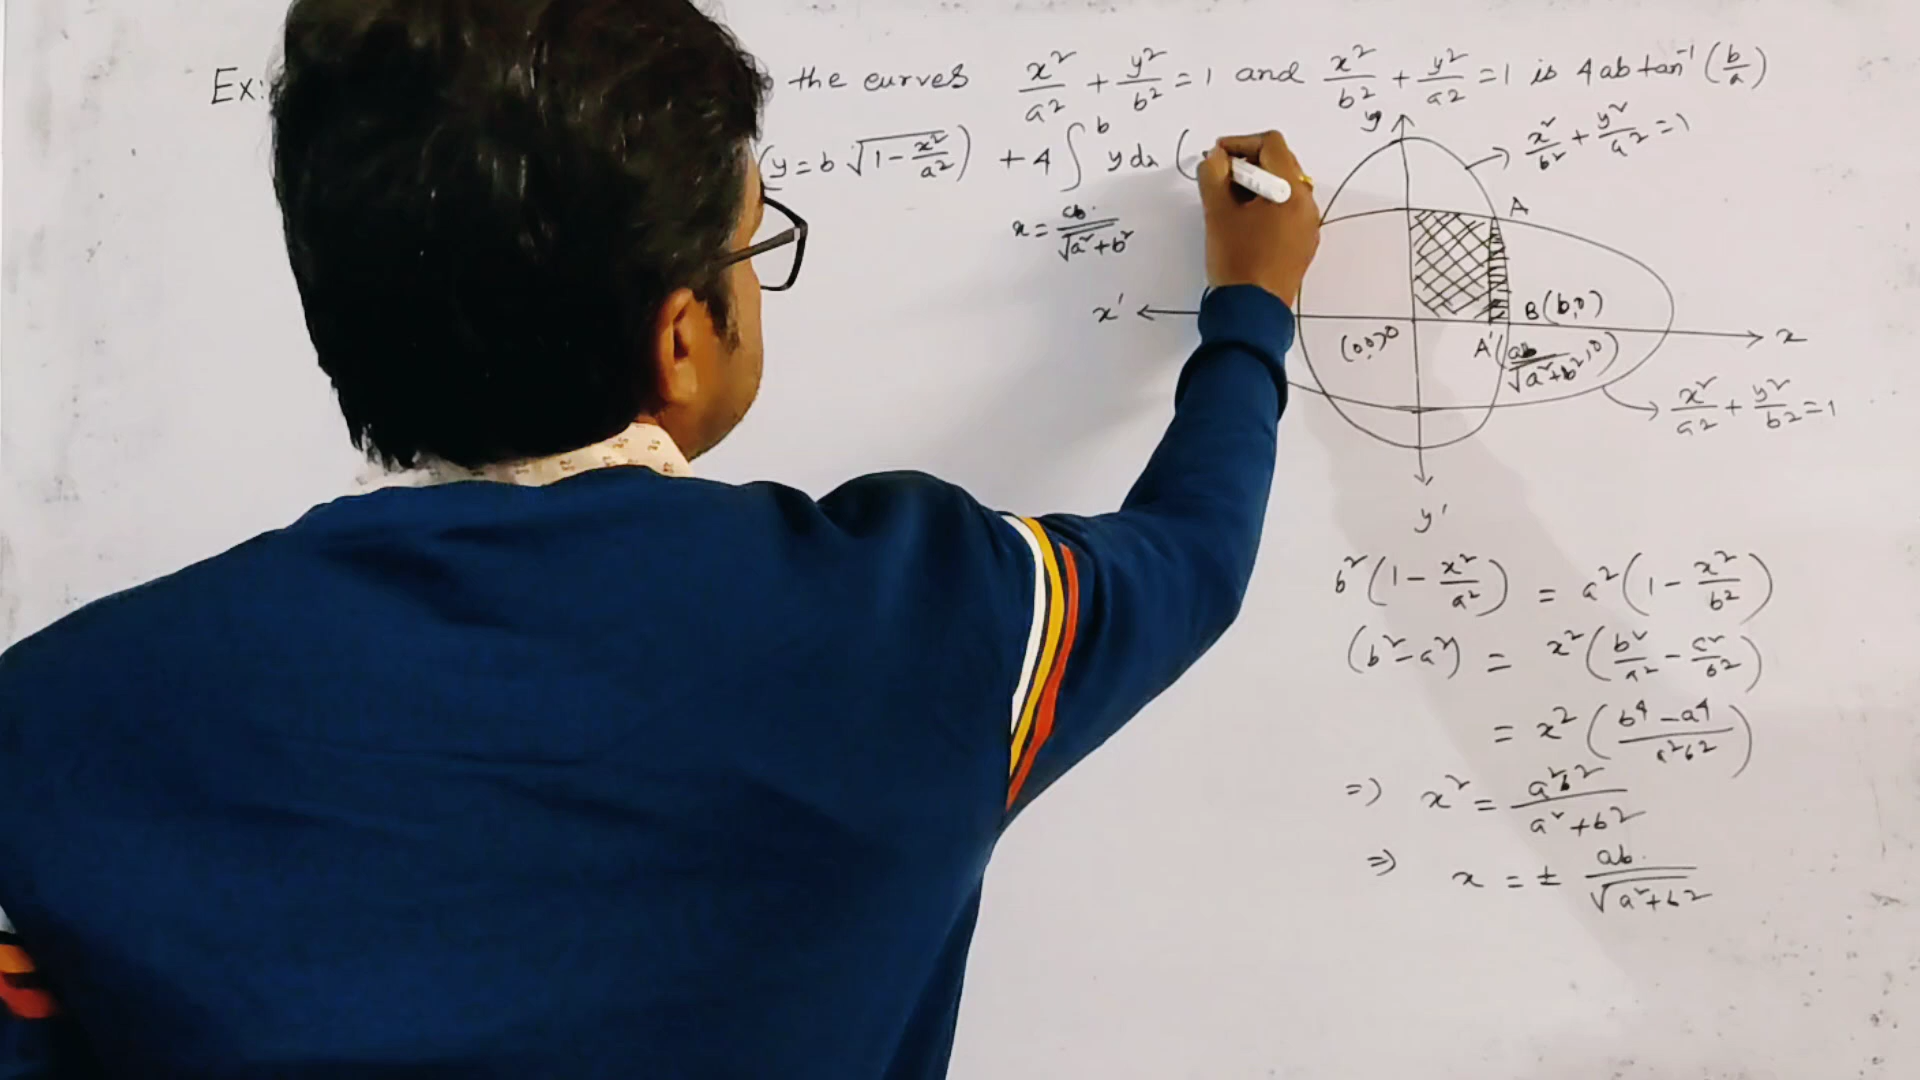 Ex: the curves x²/a² + y²/b² = 1 and x²/b² + y²/a² = 1 is 4ab tan⁻¹(b/a)
(y = b √(1 - x²/a²)) + 4 ∫ b y dx (
x = ab/√(a²+b²)
y
x²/b² + y²/a² = 1
A
B(b,0)
x'
x
(0,0)0
A'(ab/√(a²+b²),0)
x²/a² + y²/b² = 1
y'
b²(1 - x²/a²) = a²(1 - x²/b²)
(b²-a²) = x²(b²/a² - a²/b²)
= x²(b⁴-a⁴/a²b²)
=> x² = a²b²/a²+b²
=> x = ± ab/√(a²+b²)